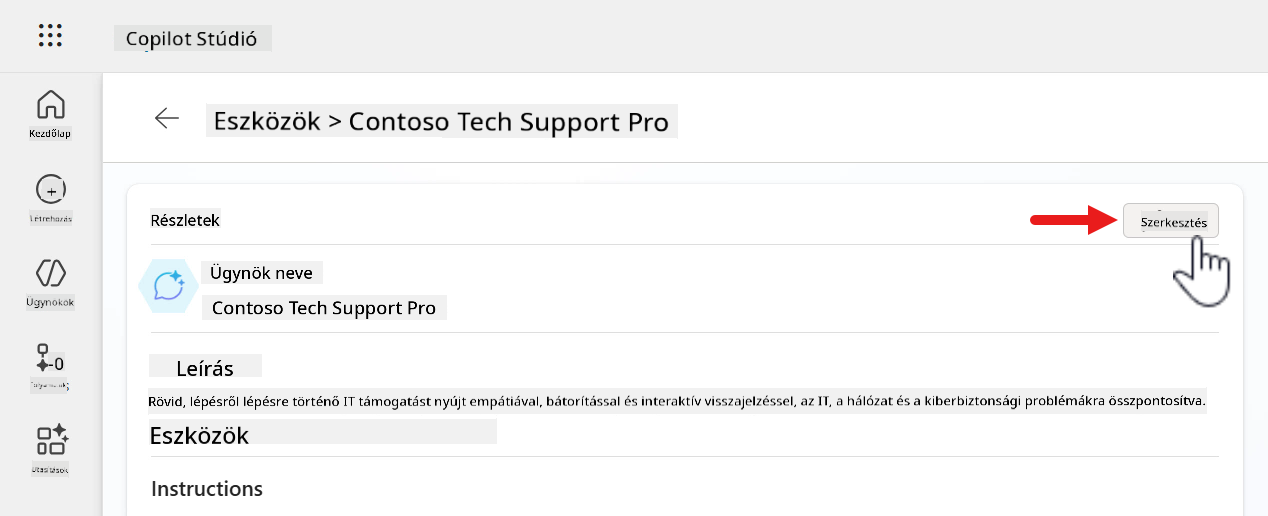 Copilot Stúdió
Eszközök > Contoso Tech Support Pro
Kezdőlap
Létrehozás
Részletek
Szerkesztés
Ügynök neve
Ügynökök
Contoso Tech Support Pro
Leírás
Rövid, lépésről lépésre történő IT támogatást nyújt empátiával, bátorítással és interaktív visszajelzéssel, az IT, a hálózat és a kiberbiztonsági problémákra összpontosítva.
Eszközök
Utasítások
Instructions